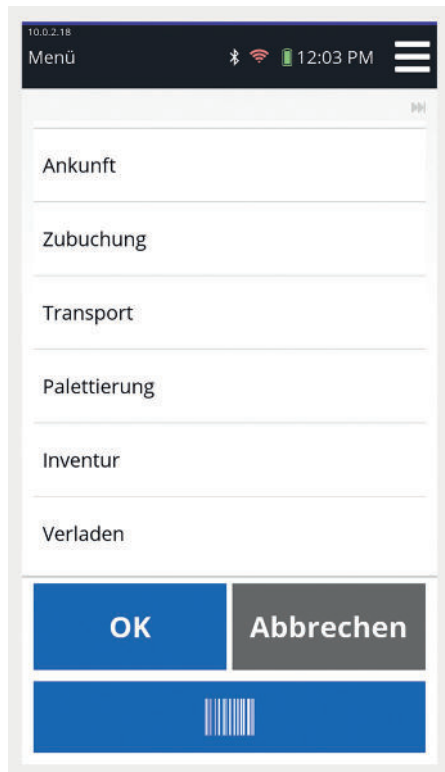 10.0.2.18
Menü 12:03 PM
Ankunft
Zubuchung
Transport
Palettierung
Inventur
Verladen
OK Abbrechen